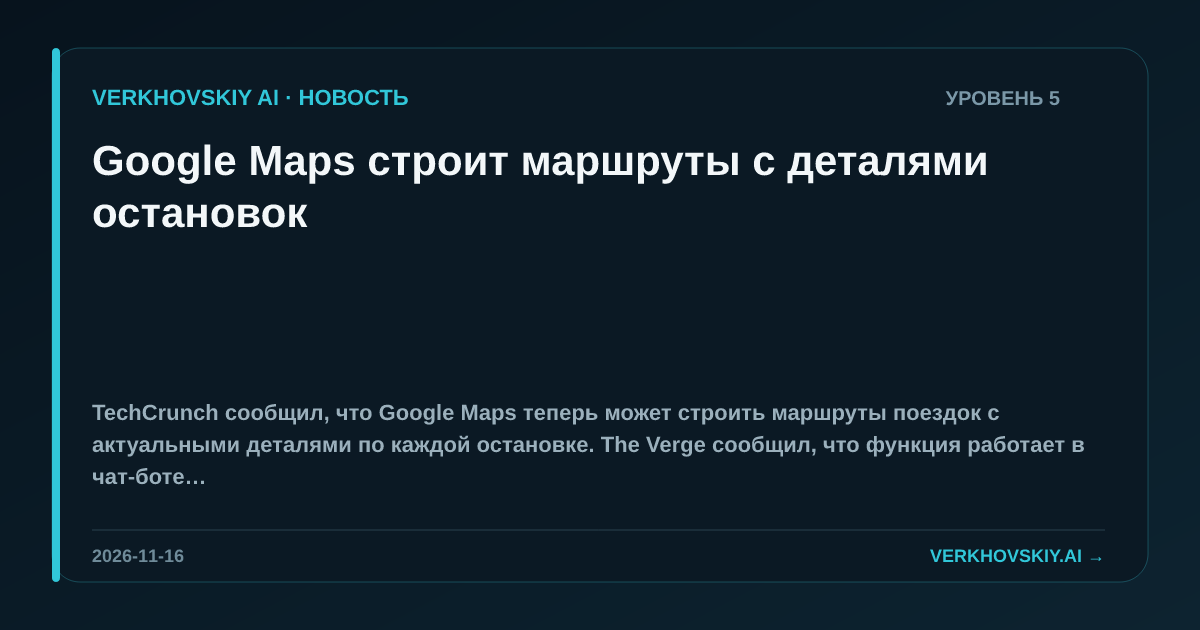 VERKHOVSKIY AI · НОВОСТЬ
УРОВЕНЬ 5
Google Maps строит маршруты с деталями
остановок
TechCrunch сообщил, что Google Maps теперь может строить маршруты поездок с
актуальными деталями по каждой остановке. The Verge сообщил, что функция работает в
чат-боте…
2026-11-16
VERKHOVSKIY.AI →